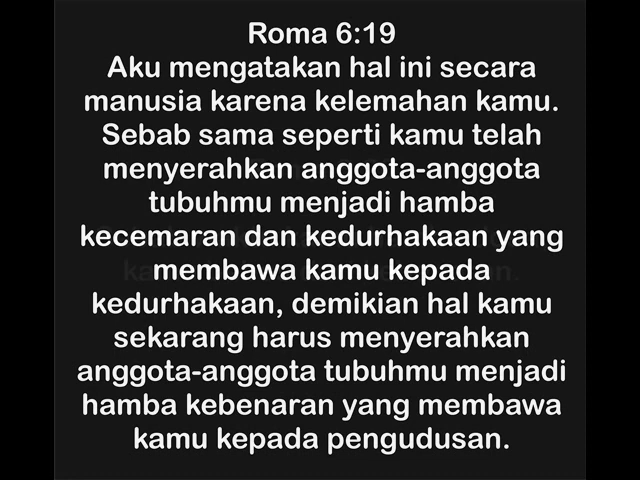 Roma 6:19
Aku mengatakan hal ini secara
manusia karena kelemahan kamu.
Sebab sama seperti kamu telah
menyerahkan anggota-anggota
tubuhmu menjadi hamba
kecemaran dan kedurhakaan yang
membawa kamu kepada
kedurhakaan, demikian hal kamu
sekarang harus menyerahkan
anggota-anggota tubuhmu menjadi
hamba kebenaran yang membawa
kamu kepada pengudusan.